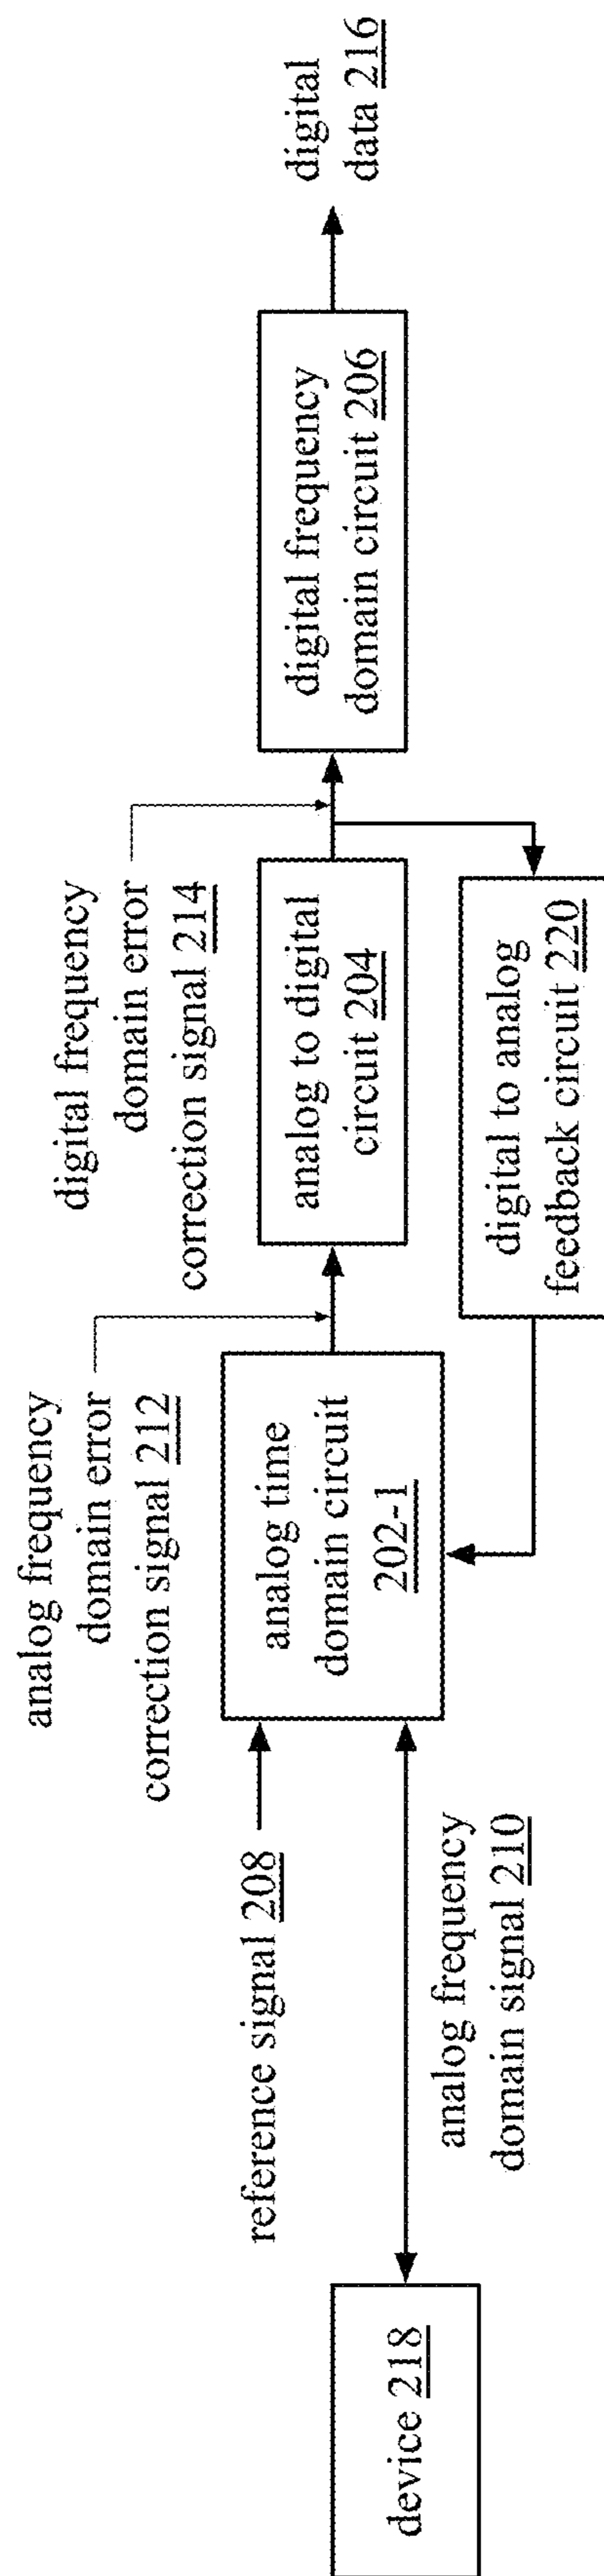 device 218
analog frequency
domain signal 210
reference signal 208
analog time
domain circuit
202-1
analog frequency
domain error
correction signal 212
analog to digital
circuit 204
digital to analog
feedback circuit 220
digital frequency
domain error
correction signal 214
digital frequency
domain circuit 206
digital
data 216